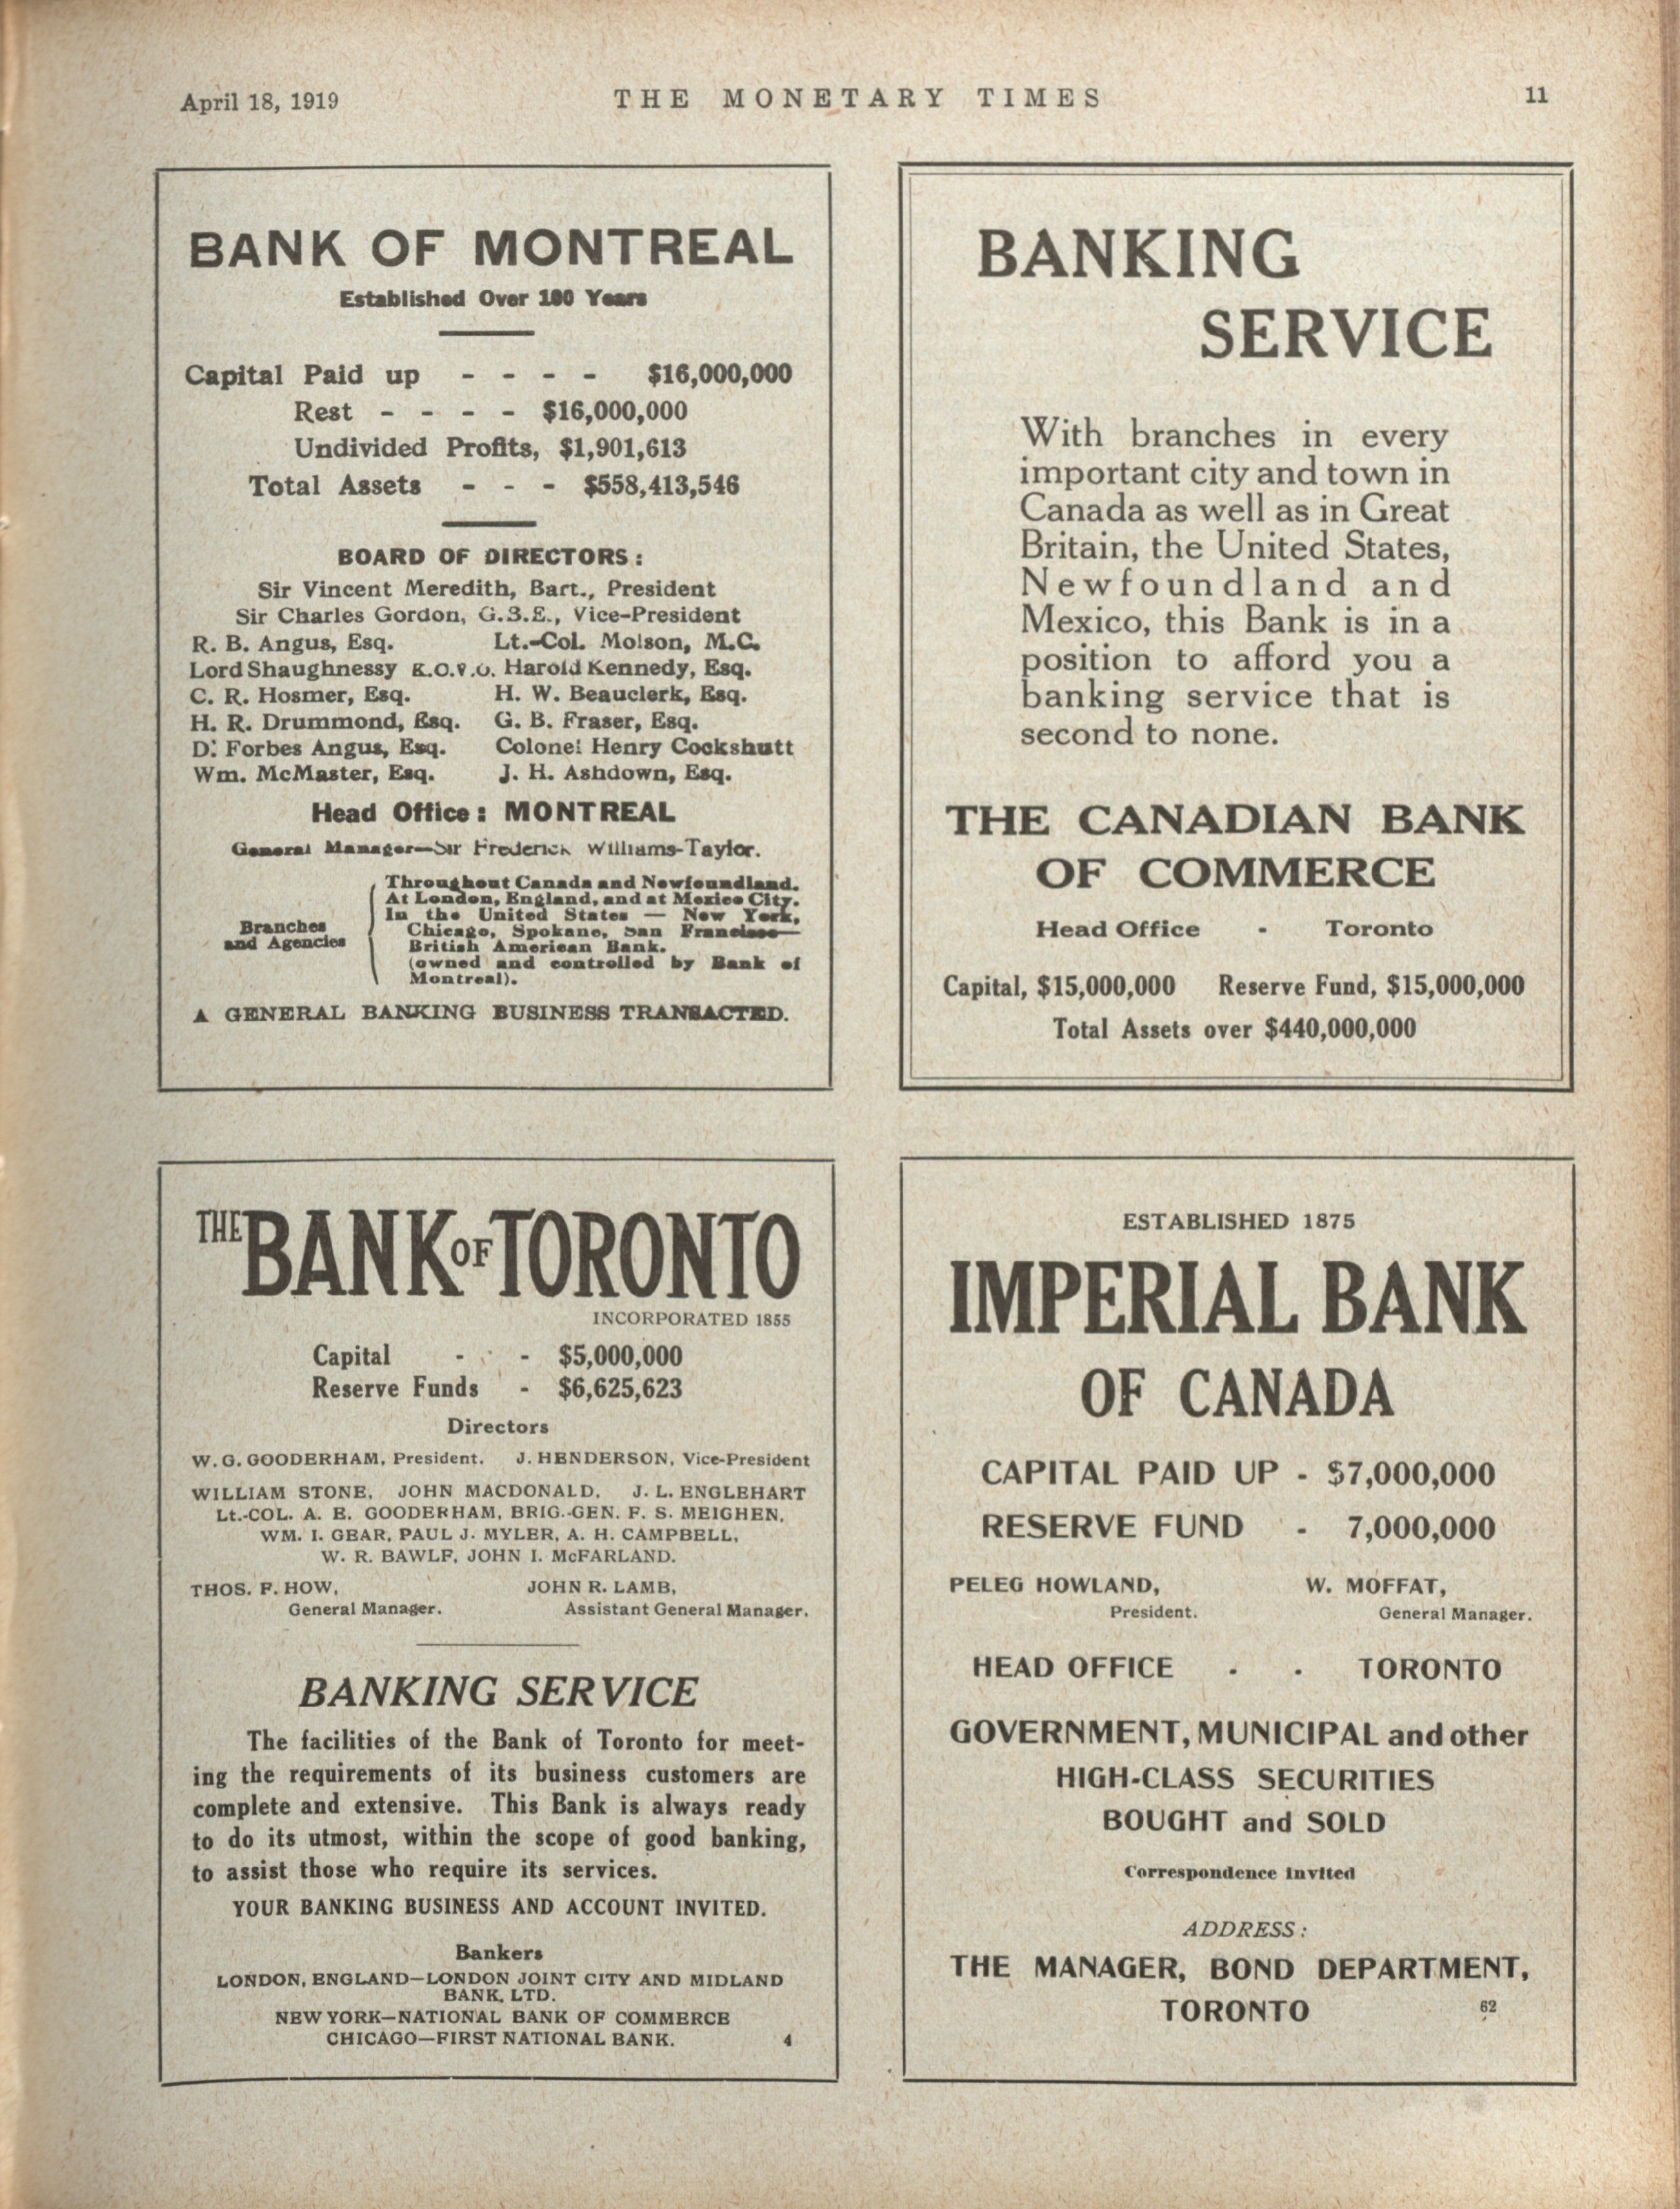 April 18, 1919
THE MONETARY TIMES
11
BANK OF MONTREAL
Established Over 100 Years
Capital Paid up - - - - $16,000,000
Rest - - - - $16,000,000
Undivided Profits, $1,901,613
Total Assets - - - $558,413,546
BOARD OF DIRECTORS:
Sir Vincent Meredith, Bart., President
Sir Charles Gordon, G.B.E., Vice-President
R. B. Angus, Esq. Lt.-Col. Molson, M.C.
Lord Shaughnessy K.C.V.O. Harold Kennedy, Esq.
C. R. Hosmer, Esq. H. W. Beauclerk, Esq.
H. R. Drummond, Esq. G. B. Fraser, Esq.
D. Forbes Angus, Esq. Colonel Henry Cockshutt
Wm. McMaster, Esq. J. H. Ashdown, Esq.
Head Office: MONTREAL
General Manager—Sir Frederick Williams-Taylor.
Branches
and Agencies
Throughout Canada and Newfoundland.
At London, England, and at Mexico City.
In the United States — New York,
Chicago, Spokane, San Francisco—
British American Bank.
(owned and controlled by Bank of
Montreal).
A GENERAL BANKING BUSINESS TRANSACTED.
BANKING
SERVICE
With branches in every
important city and town in
Canada as well as in Great
Britain, the United States,
Newfoundland and
Mexico, this Bank is in a
position to afford you a
banking service that is
second to none.
THE CANADIAN BANK
OF COMMERCE
Head Office - Toronto
Capital, $15,000,000 Reserve Fund, $15,000,000
Total Assets over $440,000,000
THE BANK OF TORONTO
INCORPORATED 1855
Capital - - $5,000,000
Reserve Funds - $6,625,623
Directors
W. G. GOODERHAM, President. J. HENDERSON, Vice-President
WILLIAM STONE, JOHN MACDONALD, J. L. ENGLEHART
Lt.-COL. A. E. GOODERHAM, BRIG.-GEN. F. S. MEIGHEN,
WM. I. GEAR, PAUL J. MYLER, A. H. CAMPBELL,
W. R. BAWLF, JOHN I. McFARLAND.
THOS. F. HOW, JOHN R. LAMB,
General Manager. Assistant General Manager.
BANKING SERVICE
The facilities of the Bank of Toronto for meet-
ing the requirements of its business customers are
complete and extensive. This Bank is always ready
to do its utmost, within the scope of good banking,
to assist those who require its services.
YOUR BANKING BUSINESS AND ACCOUNT INVITED.
Bankers
LONDON, ENGLAND—LONDON JOINT CITY AND MIDLAND
BANK, LTD.
NEW YORK—NATIONAL BANK OF COMMERCE
CHICAGO—FIRST NATIONAL BANK. 4
ESTABLISHED 1875
IMPERIAL BANK
OF CANADA
CAPITAL PAID UP - $7,000,000
RESERVE FUND - 7,000,000
PELEG HOWLAND, W. MOFFAT,
President. General Manager.
HEAD OFFICE - - TORONTO
GOVERNMENT, MUNICIPAL and other
HIGH-CLASS SECURITIES
BOUGHT and SOLD
Correspondence Invited
ADDRESS:
THE MANAGER, BOND DEPARTMENT,
TORONTO 62